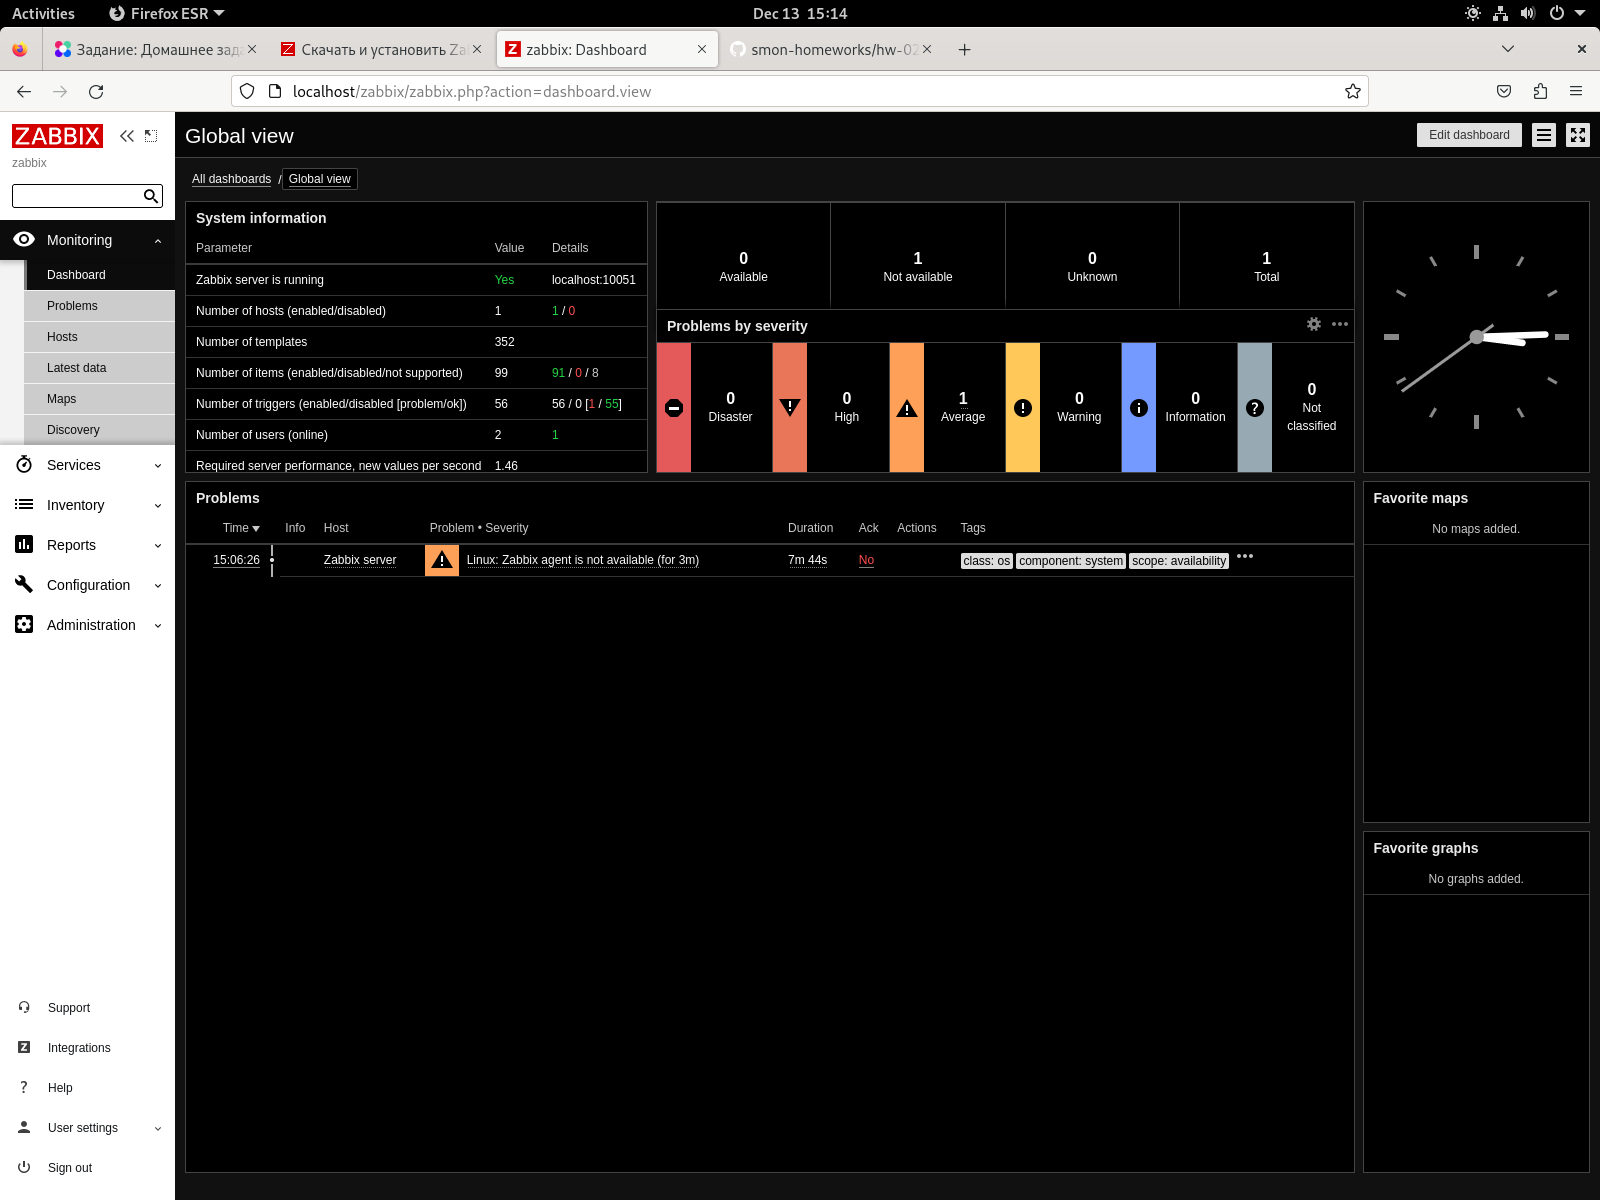 Activities
Firefox ESR
Dec 13 15:14
Задание: Домашнее зад
Скачать и установить Za
zabbix: Dashboard
smon-homeworks/hw-02
localhost/zabbix/zabbix.php?action=dashboard.view
ZABBIX
zabbix
Global view
Edit dashboard
All dashboards / Global view
Monitoring
Dashboard
Problems
Hosts
Latest data
Maps
Discovery
Services
Inventory
Reports
Configuration
Administration
Support
Integrations
Help
User settings
Sign out
System information
Parameter Value Details
Zabbix server is running Yes localhost:10051
Number of hosts (enabled/disabled) 1 1 / 0
Number of templates 352
Number of items (enabled/disabled/not supported) 99 91 / 0 / 8
Number of triggers (enabled/disabled [problem/ok]) 56 56 / 0 [1 / 55]
Number of users (online) 2 1
Required server performance, new values per second 1.46
0 1 0 1
Available Not available Unknown Total
Problems by severity
0 0 1 0 0 0
Disaster High Average Warning Information Not
classified
Problems
Time Info Host Problem • Severity Duration Ack Actions Tags
15:06:26 Zabbix server Linux: Zabbix agent is not available (for 3m) 7m 44s No class: os component: system scope: availability
Favorite maps
No maps added.
Favorite graphs
No graphs added.